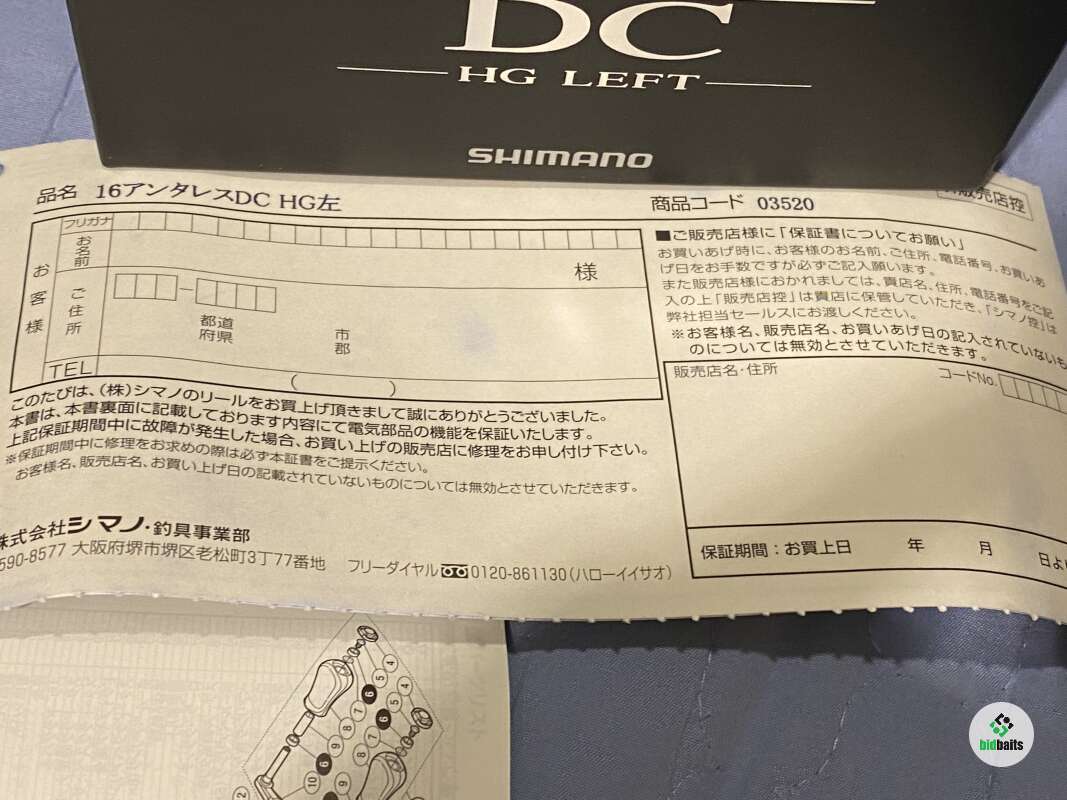 DC
HG LEFT
SHIMANO
品名 16アンタレスDC HG左
商品コード 03520
販売店控
お客様
フリガナ
お名前
様
ご住所
都道府県
市郡
TEL ( )
このたびは、(株)シマノのリールをお買上げ頂きまして誠にありがとうございました。
本書は、本書裏面に記載しております内容にて電気部品の機能を保証いたします。
上記保証期間中に故障が発生した場合、お買い上げの販売店に修理をお申し付け下さい。
※保証期間中に修理をお求めの際は必ず本証書をご提示ください。
お客様名、販売店名、お買い上げ日の記載されていないものについては無効とさせていただきます。
株式会社シマノ・釣具事業部
590-8577 大阪府堺市堺区老松町3丁77番地 フリーダイヤル 0120-861130(ハローイイサオ)
■ご販売店様に「保証書についてお願い」
お買いあげ時に、お客様のお名前、ご住所、電話番号、お買いあ
げ日をお手数ですが必ずご記入願います。
また販売店様におかれましては、貴店名、住所、電話番号をご記
入の上「販売店控」は貴店に保管していただき、「シマノ控」は
弊社担当セールスにお渡しください。
※お客様名、販売店名、お買いあげ日の記入されていないもの
のについては無効とさせていただきます。
販売店名・住所
コードNo.
保証期間:お買上日 年 月 日より
4
5
6
4
5
7
6
8
7
9
8
6
9
10
2
bidbaits